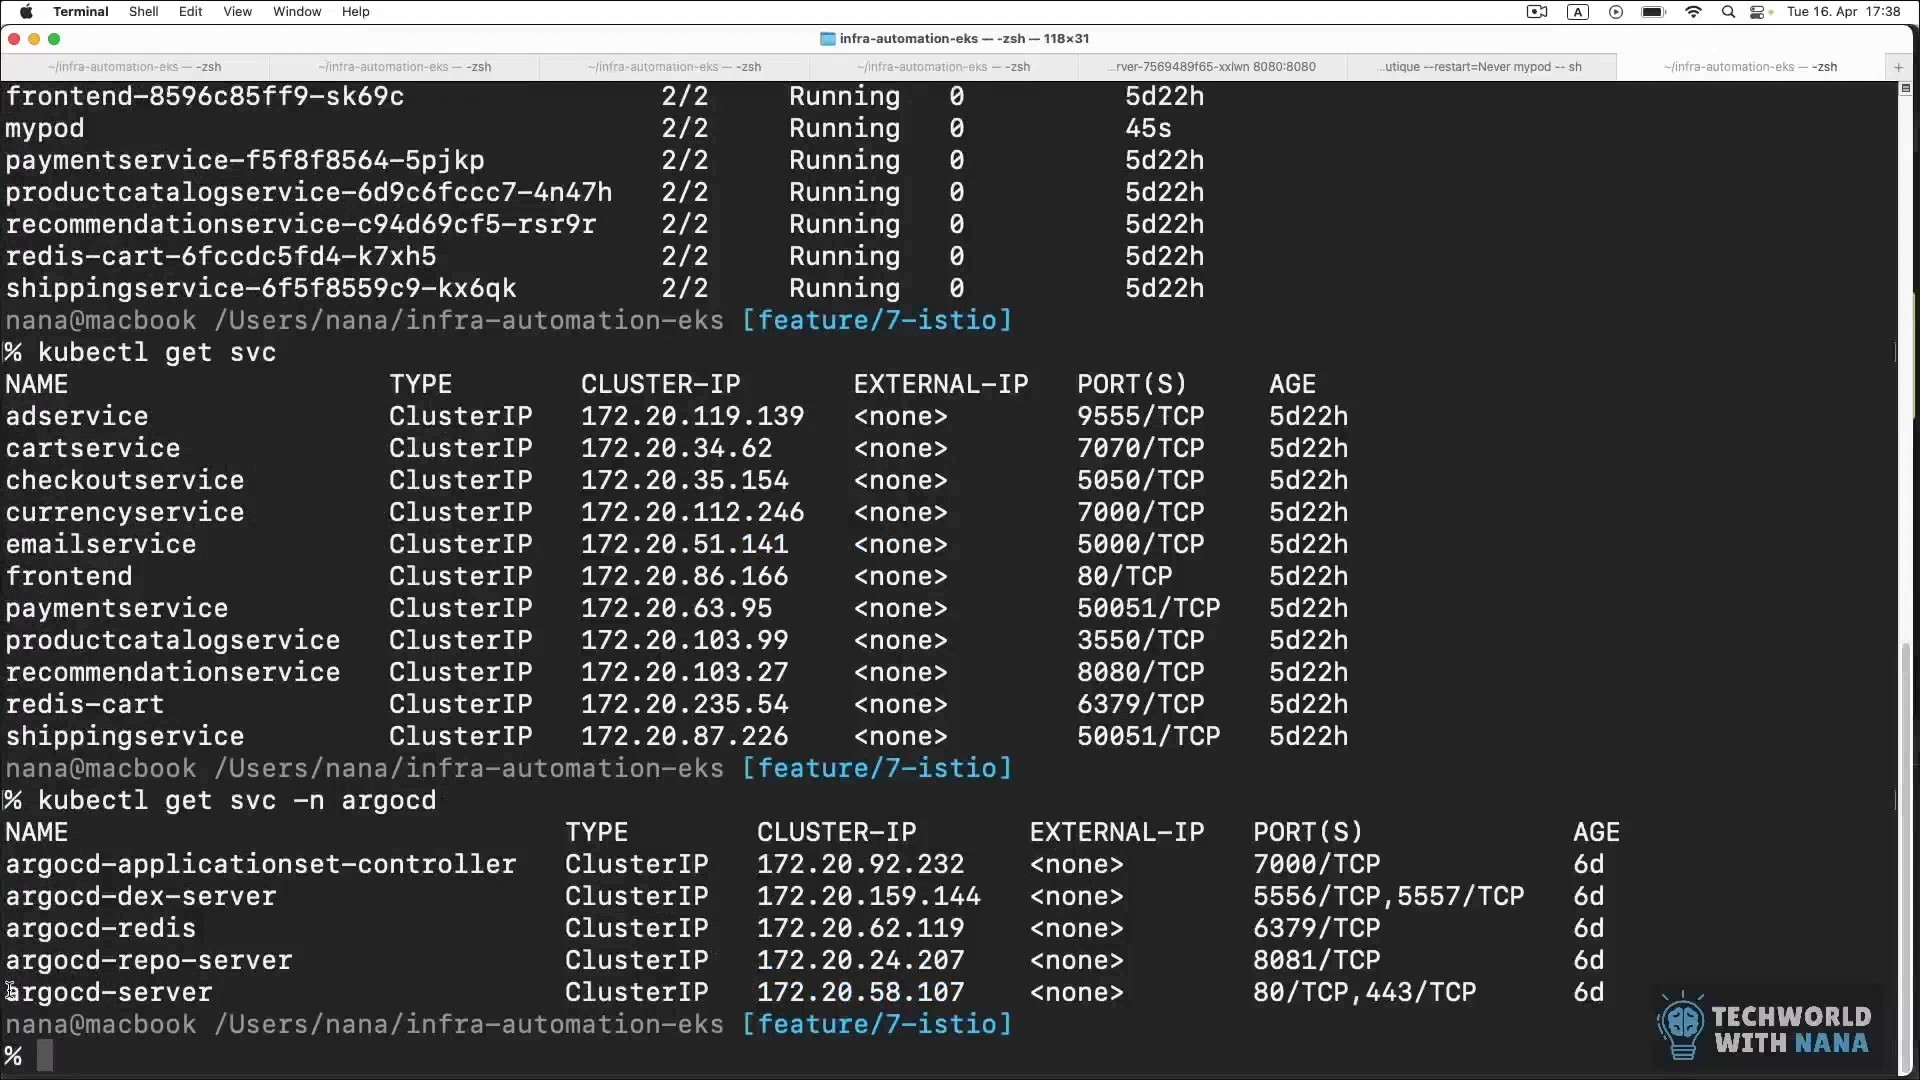 Terminal Shell Edit View Window Help A Tue 16. Apr 17:38
infra-automation-eks — -zsh — 118×31
~/infra-automation-eks — -zsh ~/infra-automation-eks — -zsh ~/infra-automation-eks — -zsh ~/infra-automation-eks — -zsh ...rver-7569489f65-xxlwn 8080:8080 ...utique --restart=Never mypod -- sh ~/infra-automation-eks — -zsh +
frontend-8596c85ff9-sk69c 2/2 Running 0 5d22h
mypod 2/2 Running 0 45s
paymentservice-f5f8f8564-5pjkp 2/2 Running 0 5d22h
productcatalogservice-6d9c6fccc7-4n47h 2/2 Running 0 5d22h
recommendationservice-c94d69cf5-rsr9r 2/2 Running 0 5d22h
redis-cart-6fccdc5fd4-k7xh5 2/2 Running 0 5d22h
shippingservice-6f5f8559c9-kx6qk 2/2 Running 0 5d22h
nana@macbook /Users/nana/infra-automation-eks [feature/7-istio]
% kubectl get svc
NAME TYPE CLUSTER-IP EXTERNAL-IP PORT(S) AGE
adservice ClusterIP 172.20.119.139 <none> 9555/TCP 5d22h
cartservice ClusterIP 172.20.34.62 <none> 7070/TCP 5d22h
checkoutservice ClusterIP 172.20.35.154 <none> 5050/TCP 5d22h
currencyservice ClusterIP 172.20.112.246 <none> 7000/TCP 5d22h
emailservice ClusterIP 172.20.51.141 <none> 5000/TCP 5d22h
frontend ClusterIP 172.20.86.166 <none> 80/TCP 5d22h
paymentservice ClusterIP 172.20.63.95 <none> 50051/TCP 5d22h
productcatalogservice ClusterIP 172.20.103.99 <none> 3550/TCP 5d22h
recommendationservice ClusterIP 172.20.103.27 <none> 8080/TCP 5d22h
redis-cart ClusterIP 172.20.235.54 <none> 6379/TCP 5d22h
shippingservice ClusterIP 172.20.87.226 <none> 50051/TCP 5d22h
nana@macbook /Users/nana/infra-automation-eks [feature/7-istio]
% kubectl get svc -n argocd
NAME TYPE CLUSTER-IP EXTERNAL-IP PORT(S) AGE
argocd-applicationset-controller ClusterIP 172.20.92.232 <none> 7000/TCP 6d
argocd-dex-server ClusterIP 172.20.159.144 <none> 5556/TCP,5557/TCP 6d
argocd-redis ClusterIP 172.20.62.119 <none> 6379/TCP 6d
argocd-repo-server ClusterIP 172.20.24.207 <none> 8081/TCP 6d
argocd-server ClusterIP 172.20.58.107 <none> 80/TCP,443/TCP 6d
nana@macbook /Users/nana/infra-automation-eks [feature/7-istio]
%
TECHWORLD
WITH NANA